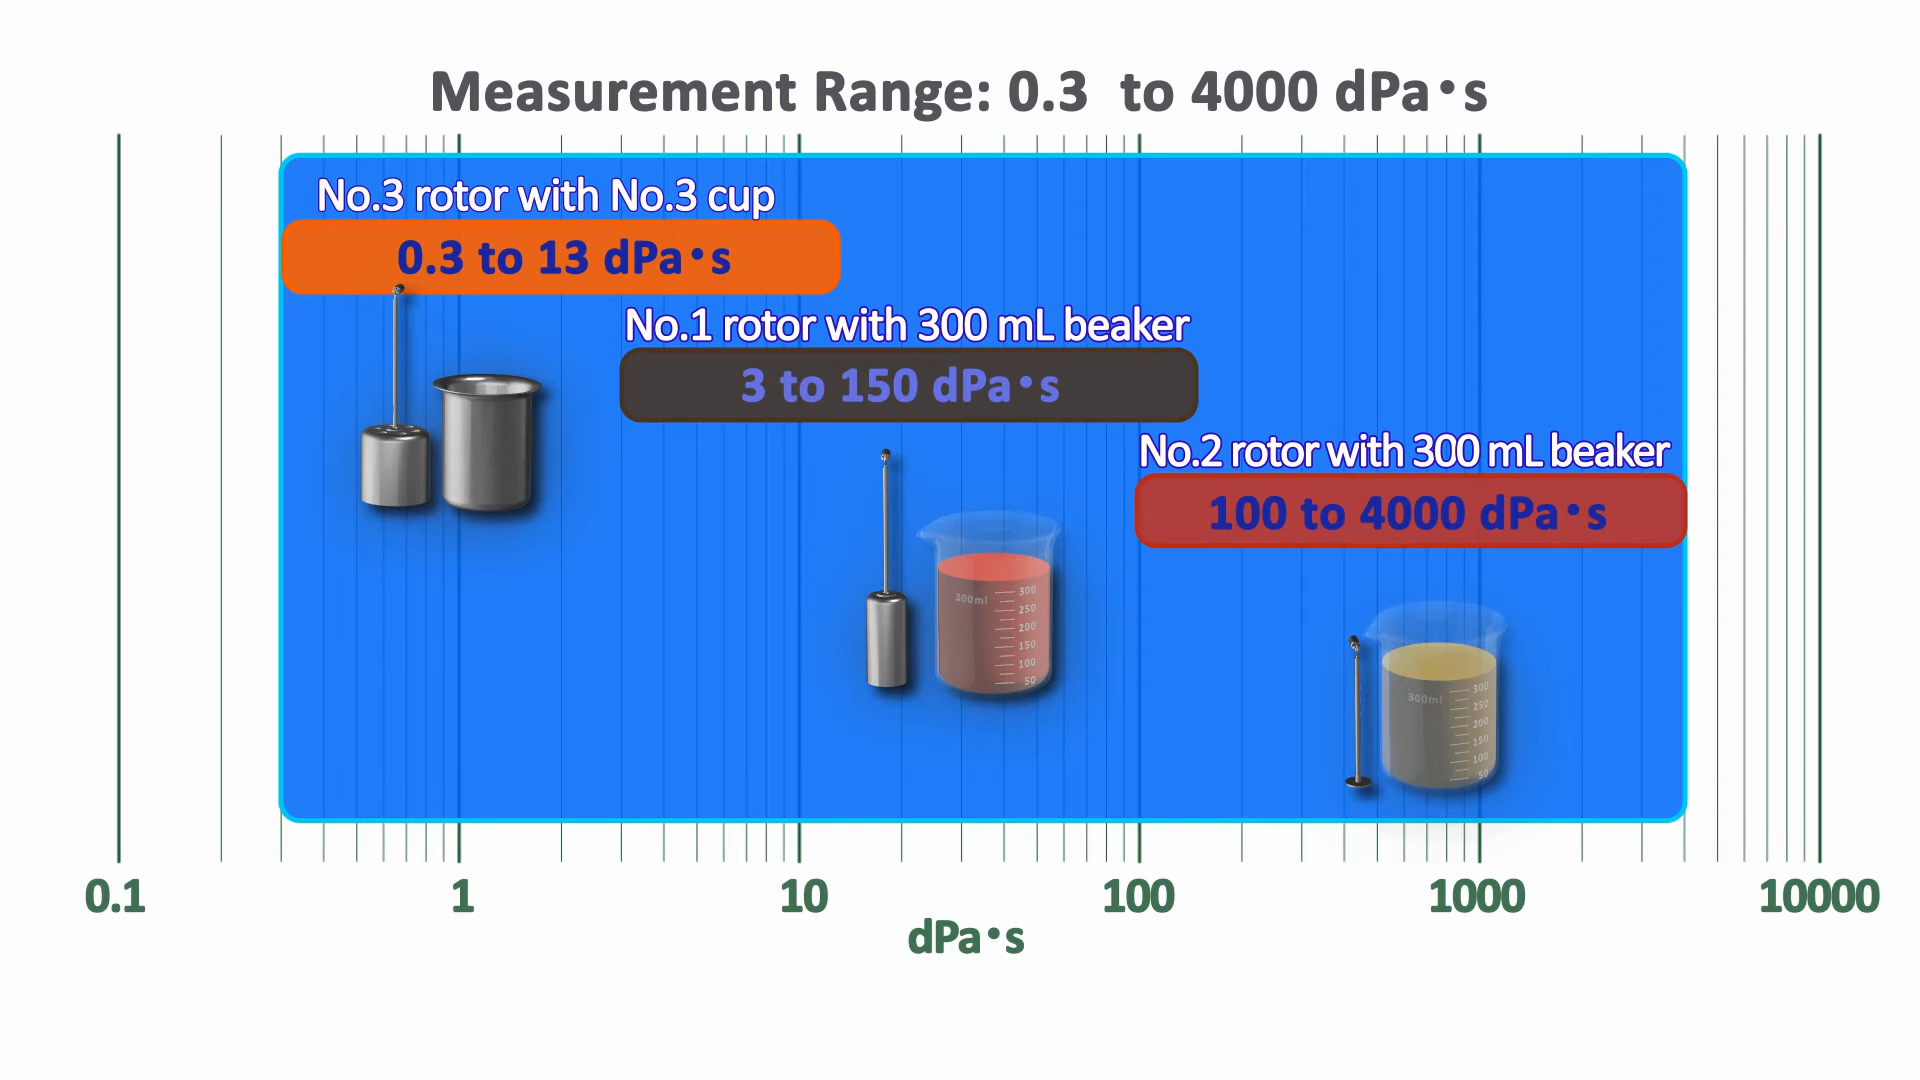 Measurement Range: 0.3 to 4000 dPa・s
No.3 rotor with No.3 cup
0.3 to 13 dPa・s
No.1 rotor with 300 mL beaker
3 to 150 dPa・s
No.2 rotor with 300 mL beaker
100 to 4000 dPa・s
300ml
300
250
200
150
100
50
300ml
300
250
200
150
100
50
0.1 1 10 100 1000 10000
dPa・s